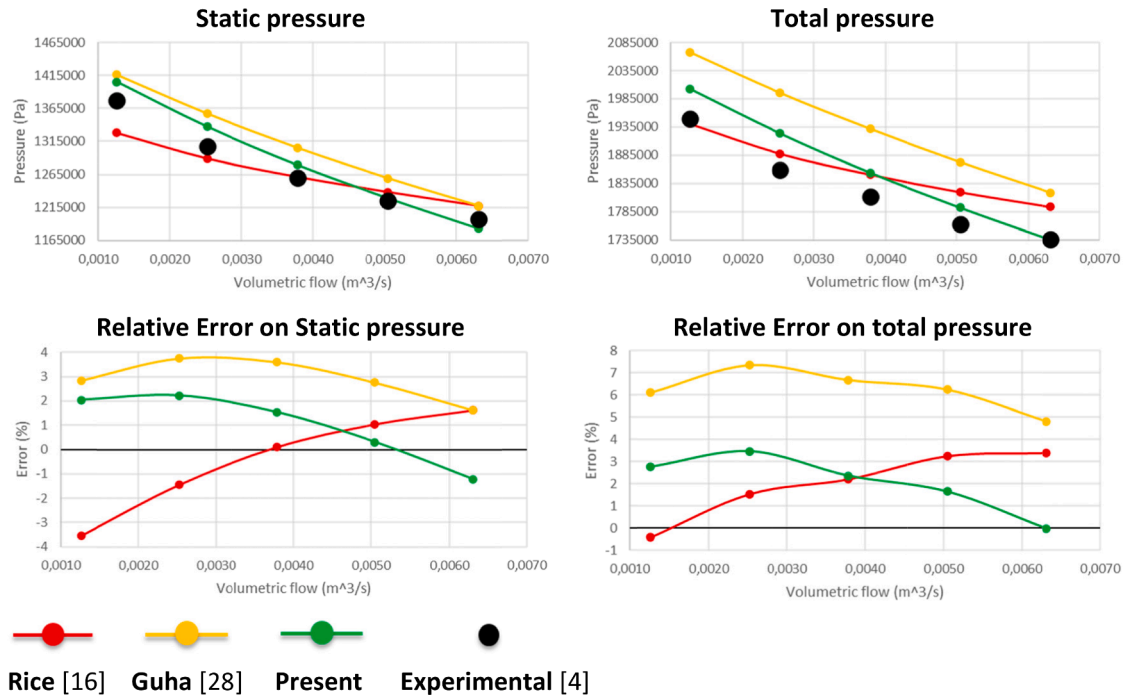 Static pressure
Pressure (Pa)
1465000
1415000
1365000
1315000
1265000
1215000
1165000
0,0010 0,0020 0,0030 0,0040 0,0050 0,0060 0,0070
Volumetric flow (m^3/s)
Total pressure
Pressure (Pa)
2085000
2035000
1985000
1935000
1885000
1835000
1785000
1735000
0,0010 0,0020 0,0030 0,0040 0,0050 0,0060 0,0070
Volumetric flow (m^3/s)
Relative Error on Static pressure
Error (%)
4
3
2
1
0
-1
-2
-3
-4
0,0010 0,0020 0,0030 0,0040 0,0050 0,0060 0,0070
Volumetric flow (m^3/s)
Relative Error on total pressure
Error (%)
8
7
6
5
4
3
2
1
0
-1
0,0010 0,0020 0,0030 0,0040 0,0050 0,0060 0,0070
Volumetric flow (m^3/s)
Rice [16] Guha [28] Present Experimental [4]